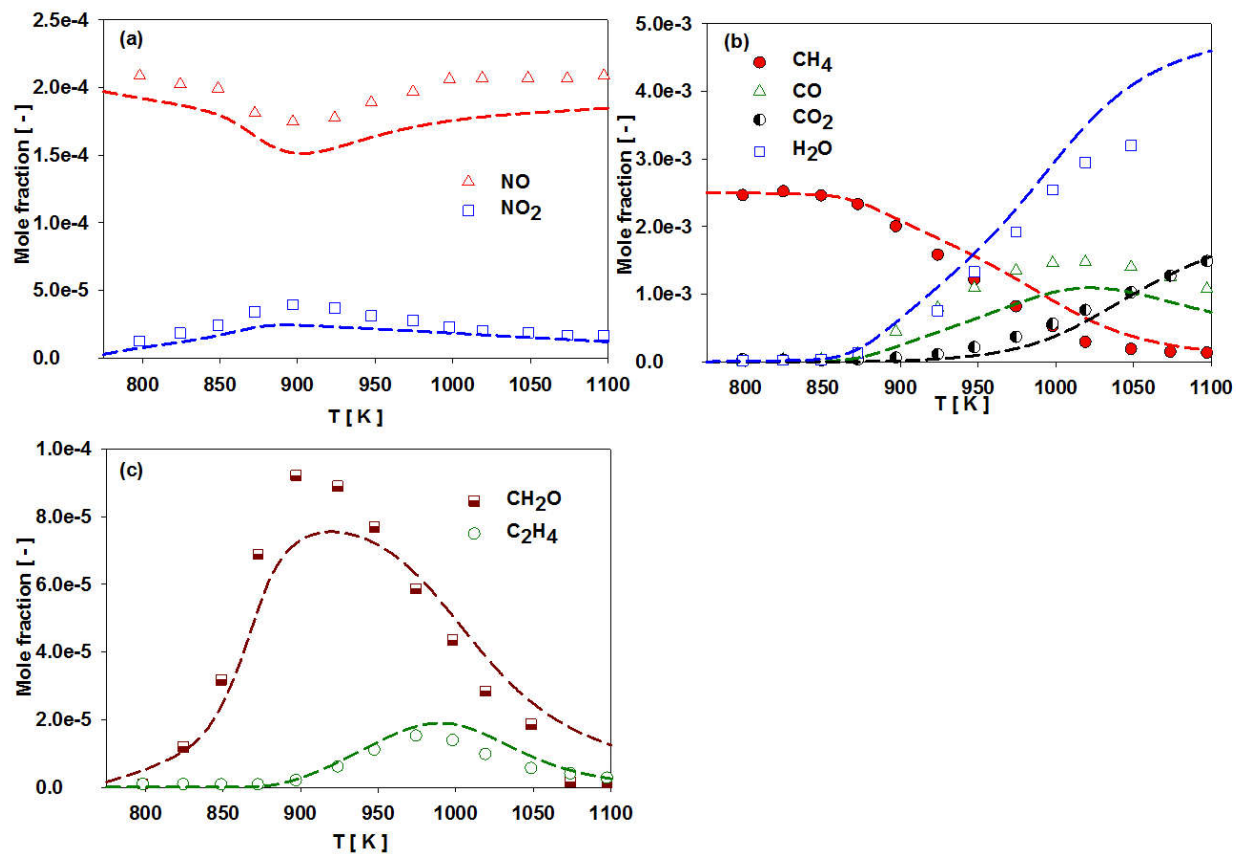 (a)
2.5e-4
2.0e-4
1.5e-4
1.0e-4
5.0e-5
0.0
Mole fraction [ - ]
NO
NO2
800 850 900 950 1000 1050 1100
T [ K ]
(b)
5.0e-3
4.0e-3
3.0e-3
2.0e-3
1.0e-3
0.0
Mole fraction [ - ]
CH4
CO
CO2
H2O
800 850 900 950 1000 1050 1100
T [ K ]
(c)
1.0e-4
8.0e-5
6.0e-5
4.0e-5
2.0e-5
0.0
Mole fraction [ - ]
CH2O
C2H4
800 850 900 950 1000 1050 1100
T [ K ]